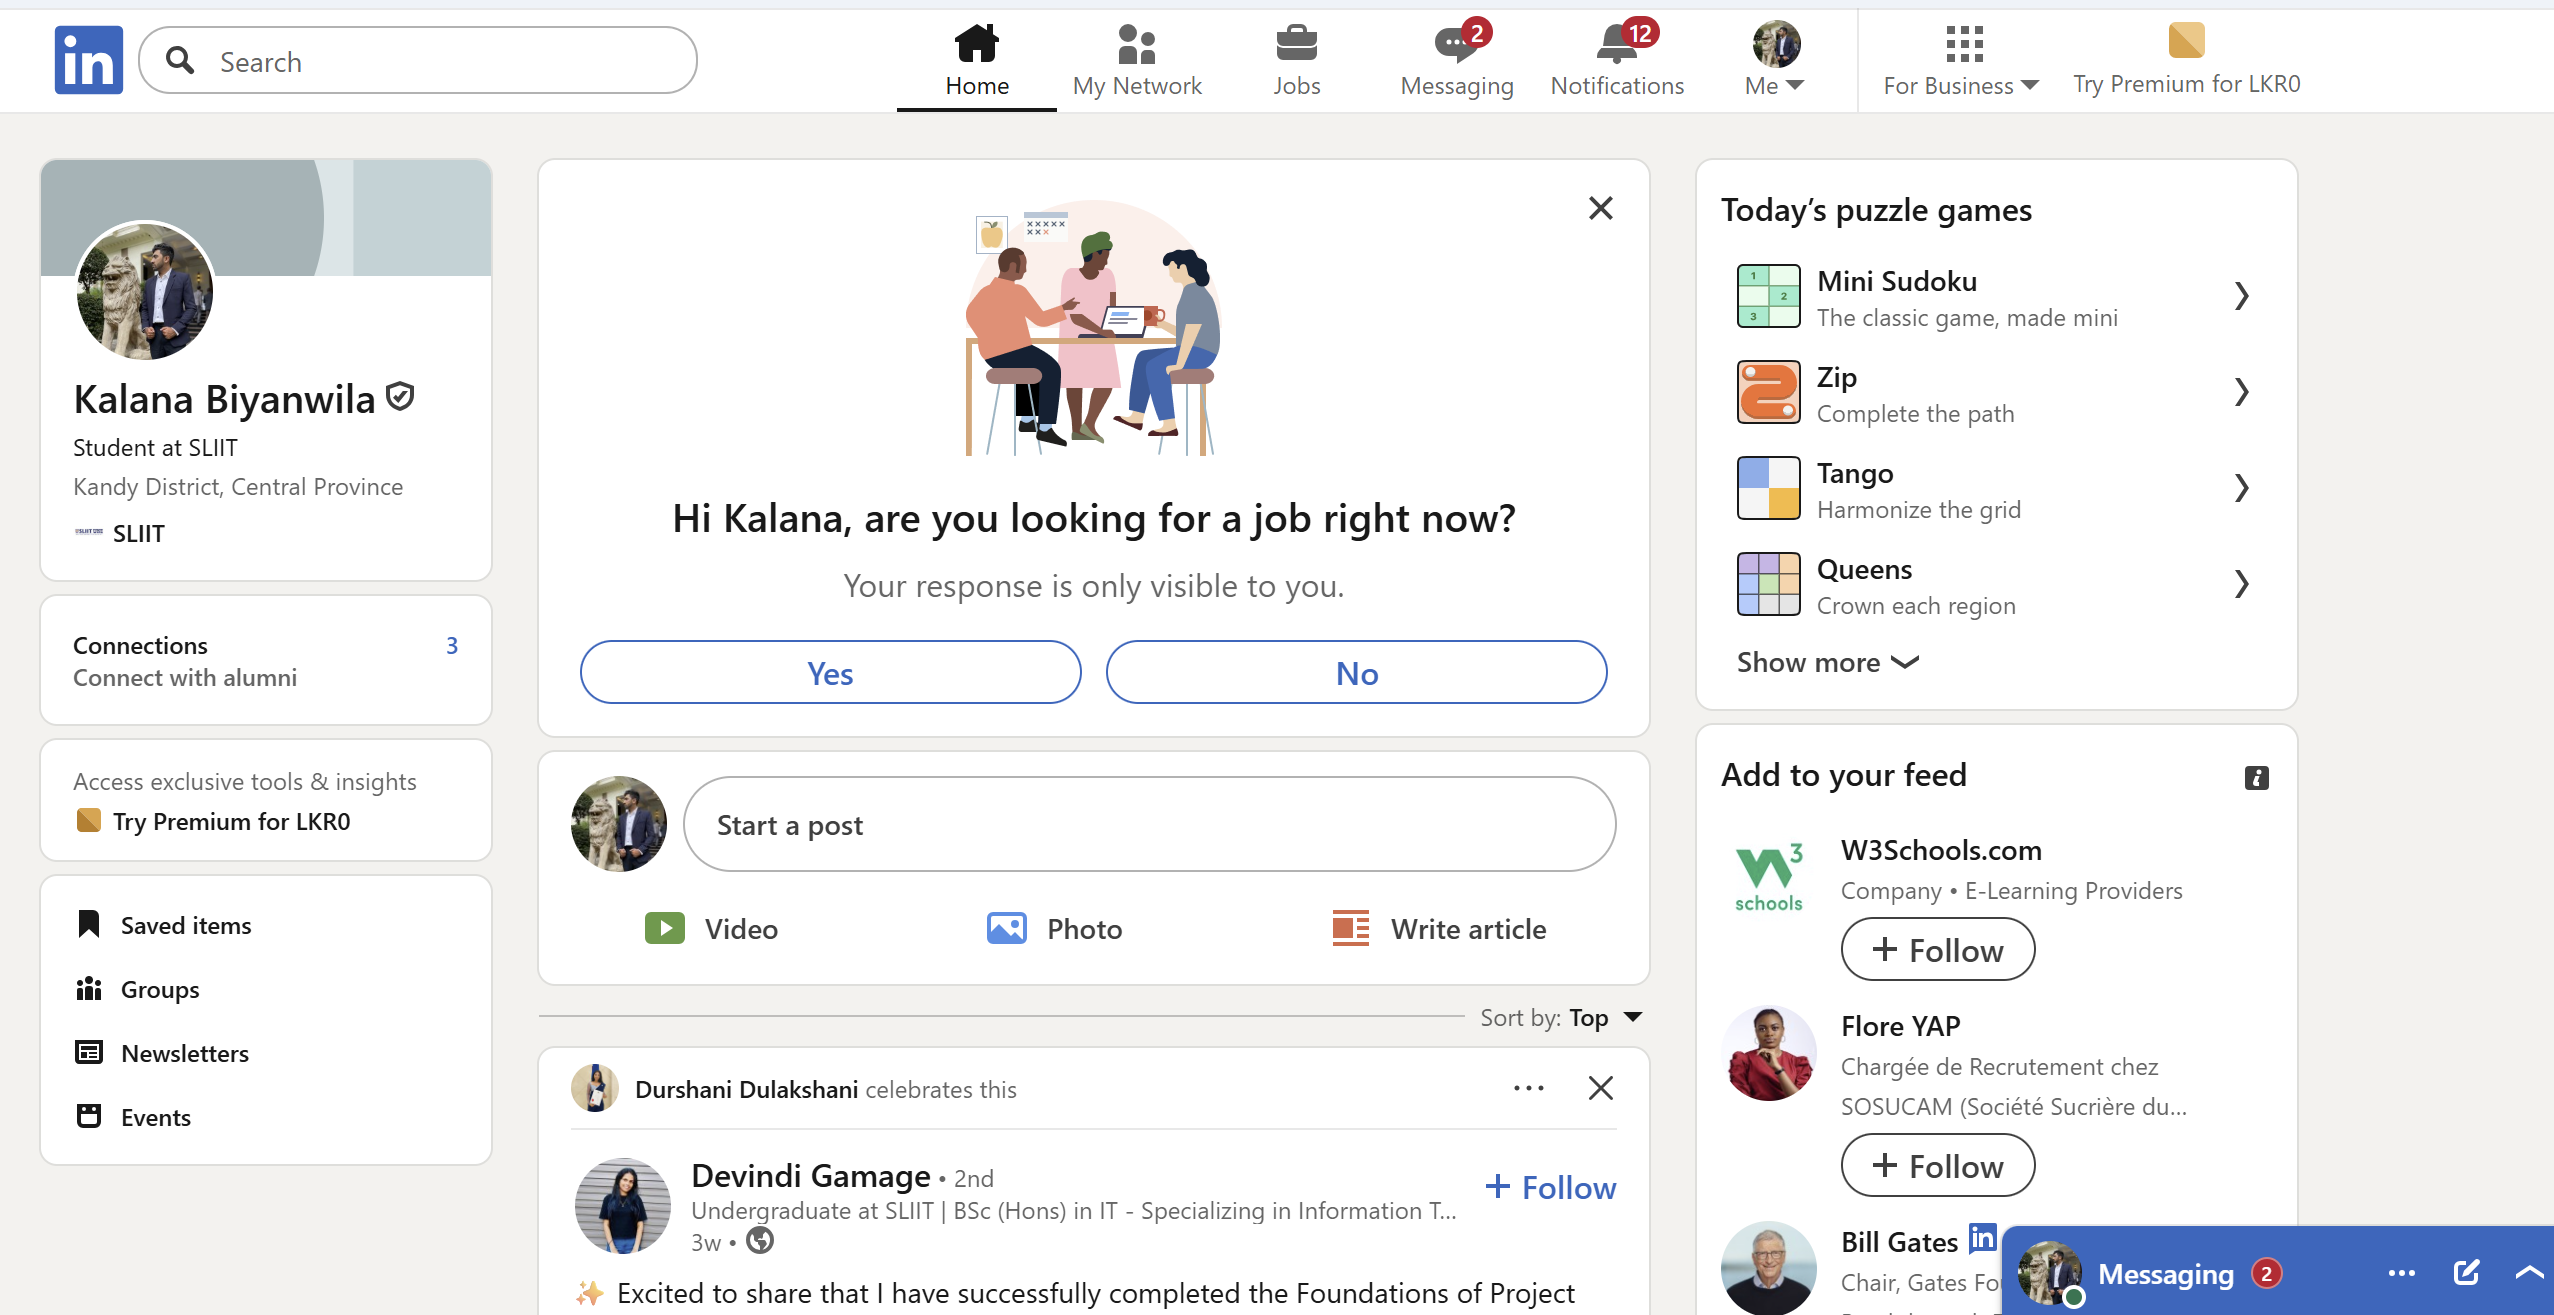 in
Search
Home
My Network
Jobs
2
Messaging
12
Notifications
Me
For Business
Try Premium for LKR0
Kalana Biyanwila
Student at SLIIT
Kandy District, Central Province
SLIIT
Connections
3
Connect with alumni
Access exclusive tools & insights
Try Premium for LKR0
Saved items
Groups
Newsletters
Events
Hi Kalana, are you looking for a job right now?
Your response is only visible to you.
Yes
No
Start a post
Video
Photo
Write article
Sort by: Top
Durshani Dulakshani celebrates this
Devindi Gamage • 2nd
Follow
Undergraduate at SLIIT | BSc (Hons) in IT - Specializing in Information T...
3w •
✨ Excited to share that I have successfully completed the Foundations of Project
Today’s puzzle games
1
2
3
Mini Sudoku
The classic game, made mini
Zip
Complete the path
Tango
Harmonize the grid
Queens
Crown each region
Show more
Add to your feed
W3Schools.com
Company • E-Learning Providers
3
schools
+ Follow
Flore YAP
Chargée de Recrutement chez
SOSUCAM (Société Sucrière du...
+ Follow
Bill Gates in
Chair, Gates Fo
Messaging
2